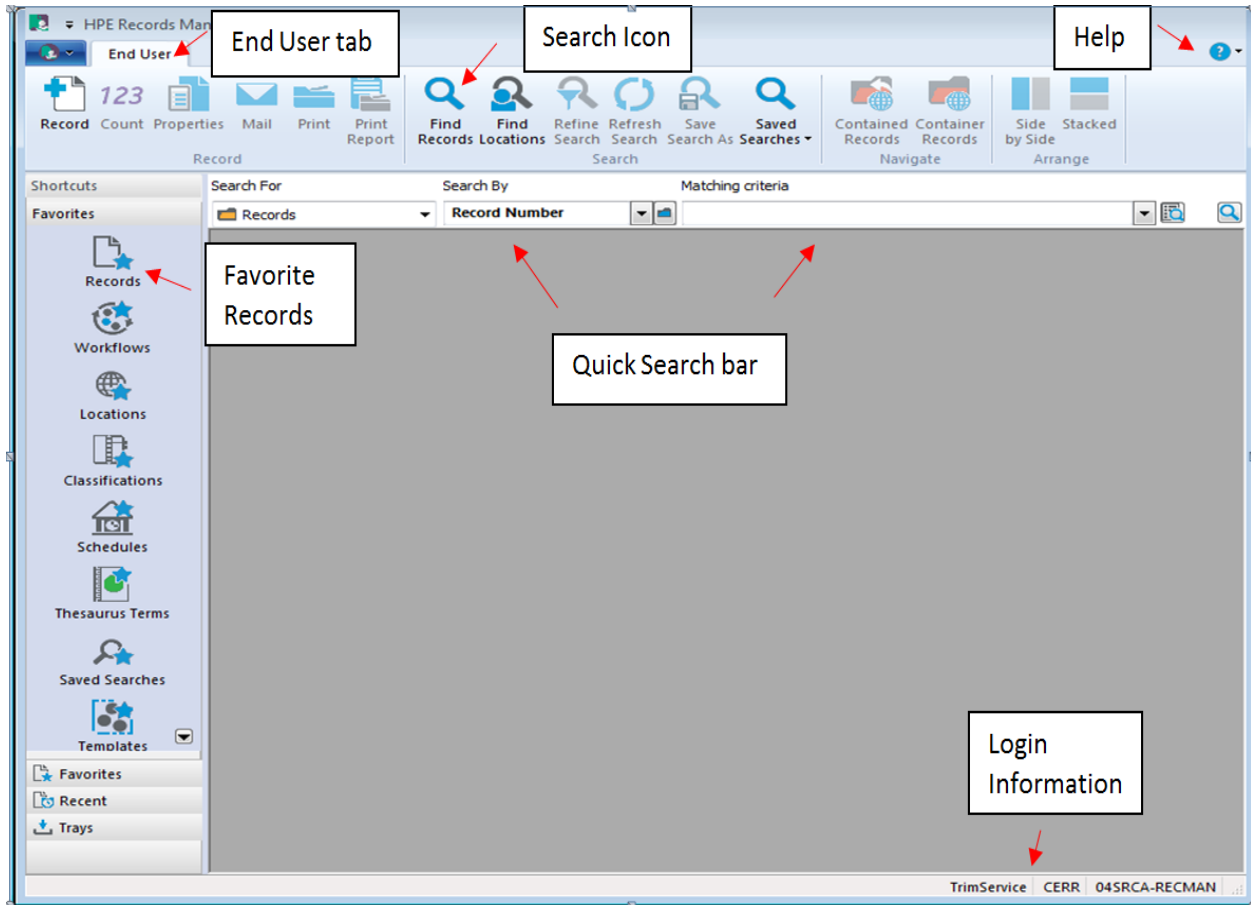 HPE Records Man
End User
End User tab
Search Icon
Help
?
123
Record Count Properties Mail Print Print Report
Find Records Find Locations Refine Search Refresh Search Save Search As Saved Searches
Contained Records Container Records
Side by Side Stacked
Record
Search
Navigate
Arrange
Shortcuts
Search For
Search By
Matching criteria
Favorites
Records
Record Number
Records
Favorite
Records
Workflows
Quick Search bar
Locations
Classifications
Schedules
Thesaurus Terms
Saved Searches
Templates
Favorites
Recent
Trays
Login
Information
TrimService CERR 04SRCA-RECMAN